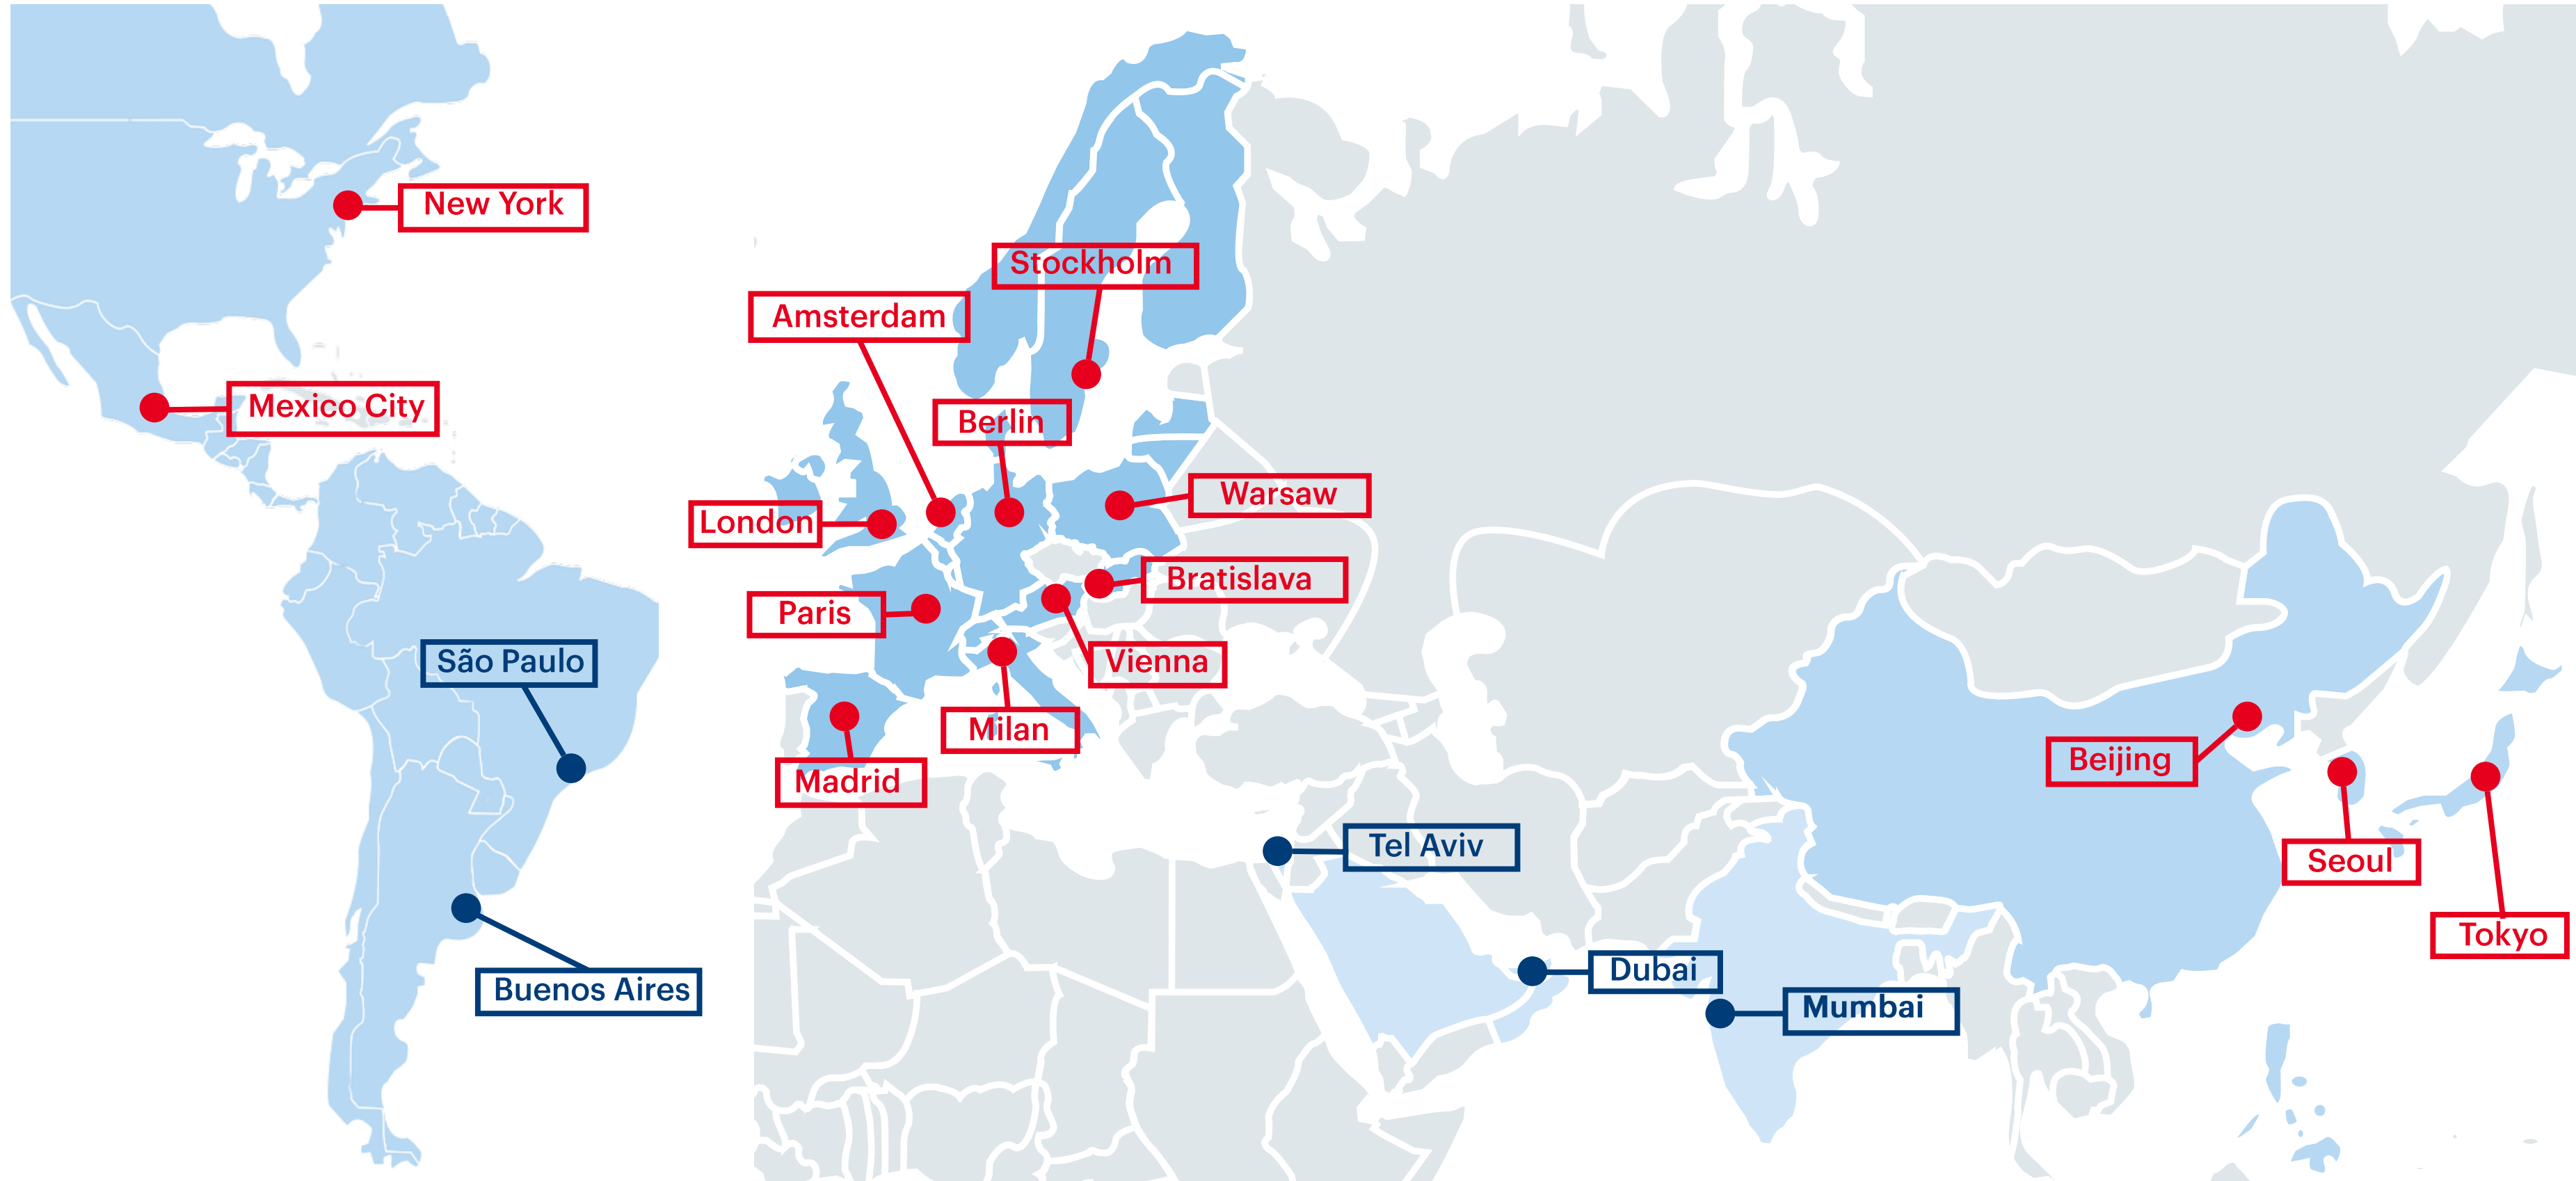 New York
Stockholm
Amsterdam
Mexico City
Berlin
Warsaw
London
Bratislava
Paris
São Paulo
Vienna
Milan
Beijing
Madrid
Tel Aviv
Seoul
Tokyo
Dubai
Buenos Aires
Mumbai